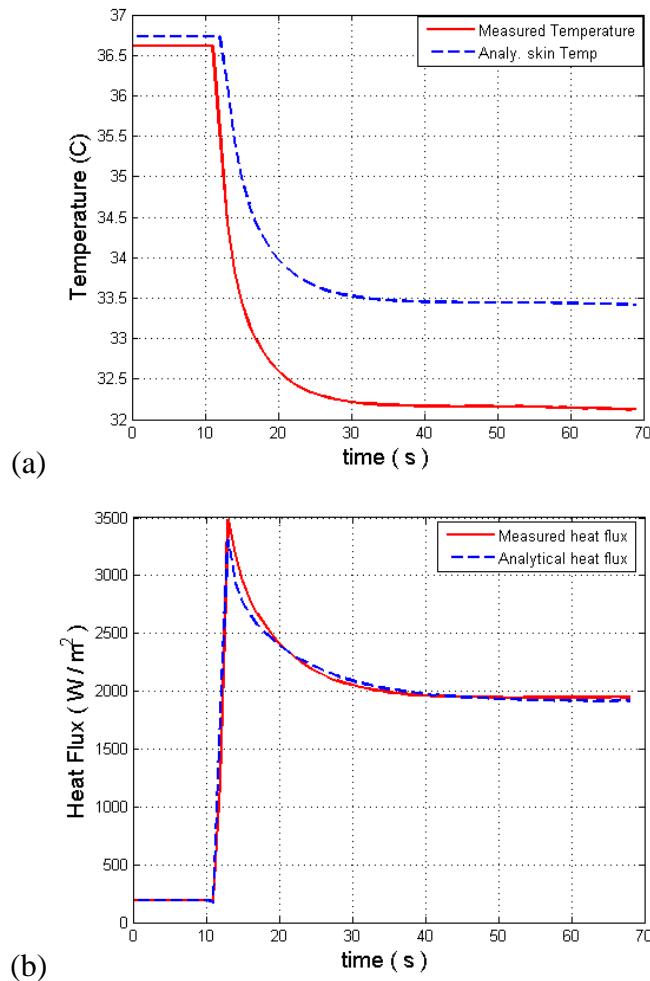 37
36.5
36
35.5
35
34.5
34
33.5
33
32.5
32
Temperature (C)
Measured Temperature
Analy. skin Temp
0 10 20 30 40 50 60 70
time ( s )
(a)
3500
3000
2500
2000
1500
1000
500
0
Heat Flux ( W / m²)
Measured heat flux
Analytical heat flux
0 10 20 30 40 50 60 70
time ( s )
(b)